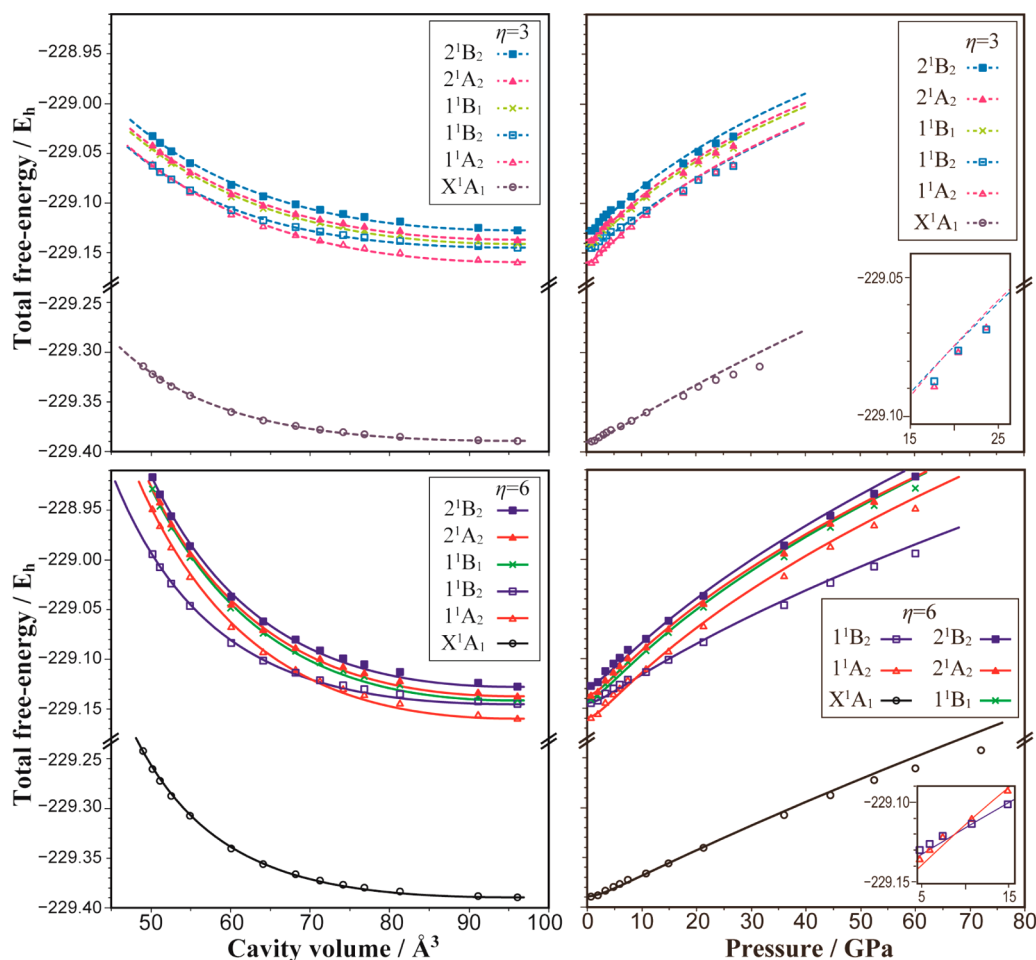 Total free-energy / Eₕ
−228.95
−229.00
−229.05
−229.10
−229.15
−229.25
−229.30
−229.35
−229.40
η=3
2¹B₂
2¹A₂
1¹B₁
1¹B₂
1¹A₂
X¹A₁
η=3
2¹B₂
2¹A₂
1¹B₁
1¹B₂
1¹A₂
X¹A₁
−229.05
−229.10
15 25
Total free-energy / Eₕ
−228.95
−229.00
−229.05
−229.10
−229.15
−229.25
−229.30
−229.35
−229.40
η=6
2¹B₂
2¹A₂
1¹B₁
1¹B₂
1¹A₂
X¹A₁
50 60 70 80 90 100
Cavity volume / Å³
η=6
1¹B₂ 2¹B₂
1¹A₂ 2¹A₂
X¹A₁ 1¹B₁
−229.10
−229.15
5 15
0 10 20 30 40 50 60 70 80
Pressure / GPa